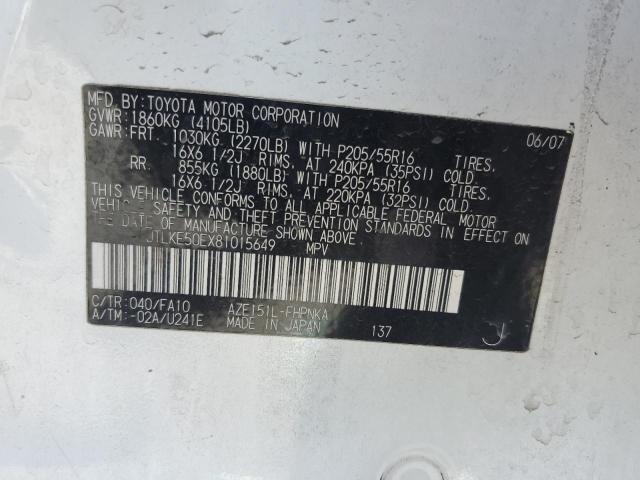 MFD BY: TOYOTA MOTOR CORPORATION 06/07
GVWR: 1860KG (4105LB)
GAWR: FRT. 1030KG (2270LB) WITH P205/55R16 TIRES,
16X6 1/2J RIMS, AT 240KPA (35PSI) COLD.
RR. 855KG (1880LB) WITH P205/55R16 TIRES,
16X6 1/2J RIMS, AT 220KPA (32PSI) COLD.
THIS VEHICLE CONFORMS TO ALL APPLICABLE FEDERAL MOTOR
VEHICLE SAFETY AND THEFT PREVENTION STANDARDS IN EFFECT ON
THE DATE OF MANUFACTURE SHOWN ABOVE.
JTLKE50EX81015649 MPV
C/TR: 040/FA10 AZE151L-FHPNKA
A/TM: -02A/U241E MADE IN JAPAN 137